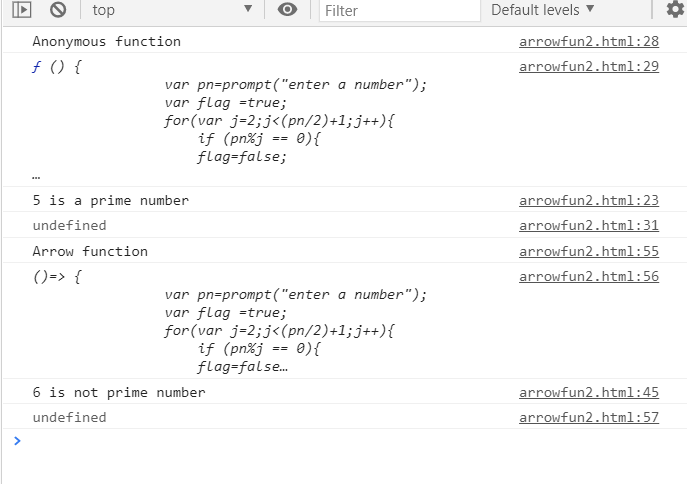 top ▼ Filter Default levels ▼
Anonymous function arrowfun2.html:28
ƒ () { arrowfun2.html:29
var pn=prompt("enter a number");
var flag =true;
for(var j=2;j<(pn/2)+1;j++){
if (pn%j == 0){
flag=false;
…
5 is a prime number arrowfun2.html:23
undefined arrowfun2.html:31
Arrow function arrowfun2.html:55
()=> { arrowfun2.html:56
var pn=prompt("enter a number");
var flag =true;
for(var j=2;j<(pn/2)+1;j++){
if (pn%j == 0){
flag=false…
6 is not prime number arrowfun2.html:45
undefined arrowfun2.html:57
>